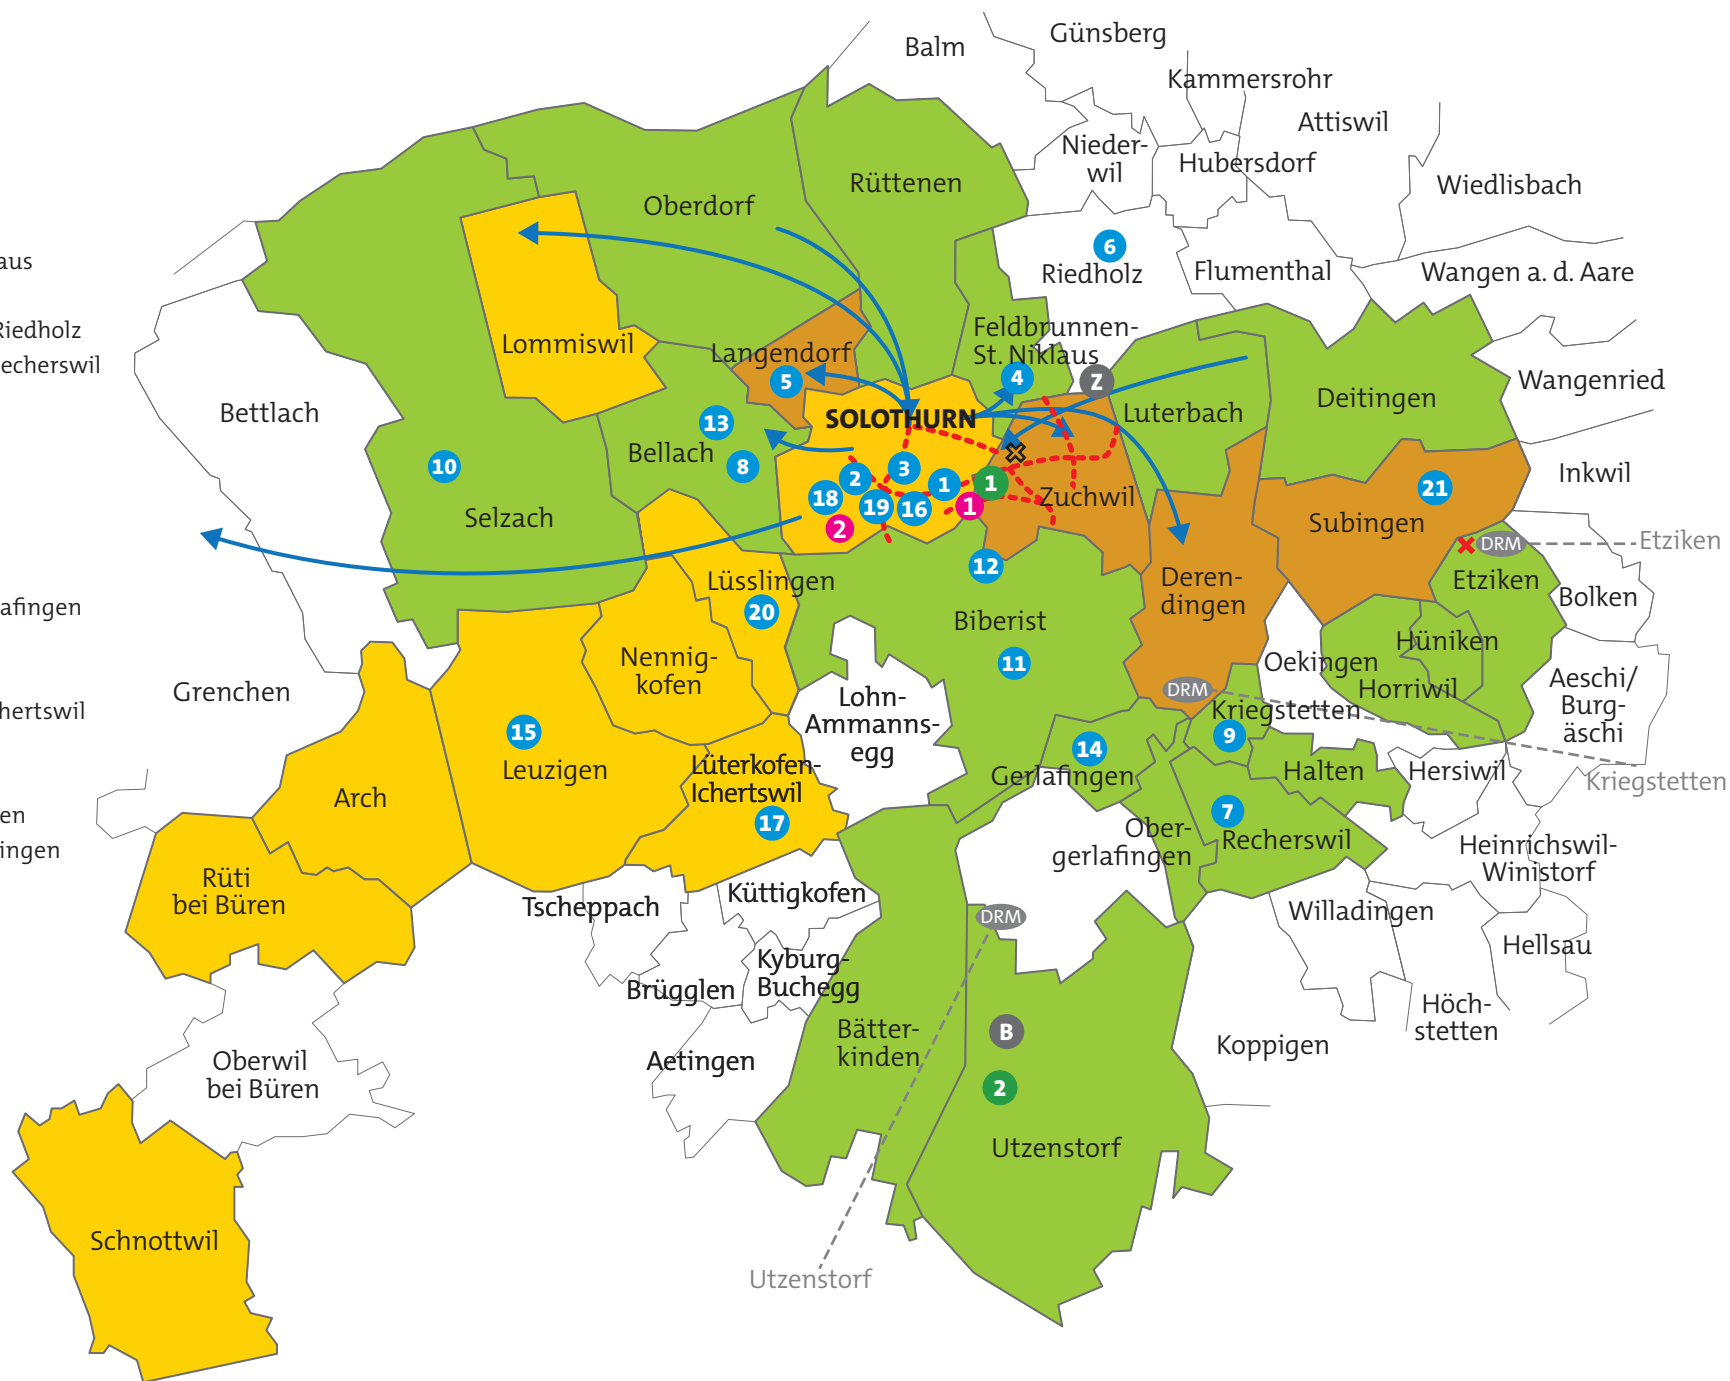 Balm
Günsberg
Kammersrohr
Attiswil
Nieder-
wil
Hubersdorf
Wiedlisbach
Rüttenen
Oberdorf
6
Riedholz
Flumenthal
Wangen a. d. Aare
aus
Riedholz
echerswil
Lommiswil
Langendorf
5
Feldbrunnen-
St. Niklaus
4
Z
Wangenried
Deitingen
Luterbach
Bettlach
SOLOTHURN
13
Bellach
8
10
Selzach
3
2
18
19
16
1
1
1
2
Zuchwil
Inkwil
21
Subingen
DRM
Etziken
Etziken
Bolken
12
Lüsslingen
20
Biberist
11
Deren-
dingen
afingen
Nennig-
kofen
Hüniken
Oekingen
Horriwil
DRM
Kriegstetten
9
Aeschi/
Burg-
äschi
Grenchen
Lohn-
Ammanns-
egg
hertswil
15
Leuzigen
14
Gerlafingen
Lüterkofen-
Ichertswil
17
Halten
Hersiwil
Kriegstetten
Arch
7
Recherswil
Ober-
gerlafingen
en
ingen
Heinrichswil-
Winistorf
Rüti
bei Büren
Küttigkofen
Tscheppach
Willadingen
DRM
Hellsau
Kyburg-
Buchegg
Brügglen
Höch-
stetten
Bätter-
kinden
B
Koppigen
Aetingen
Oberwil
bei Büren
2
Utzenstorf
Schnottwil
Utzenstorf